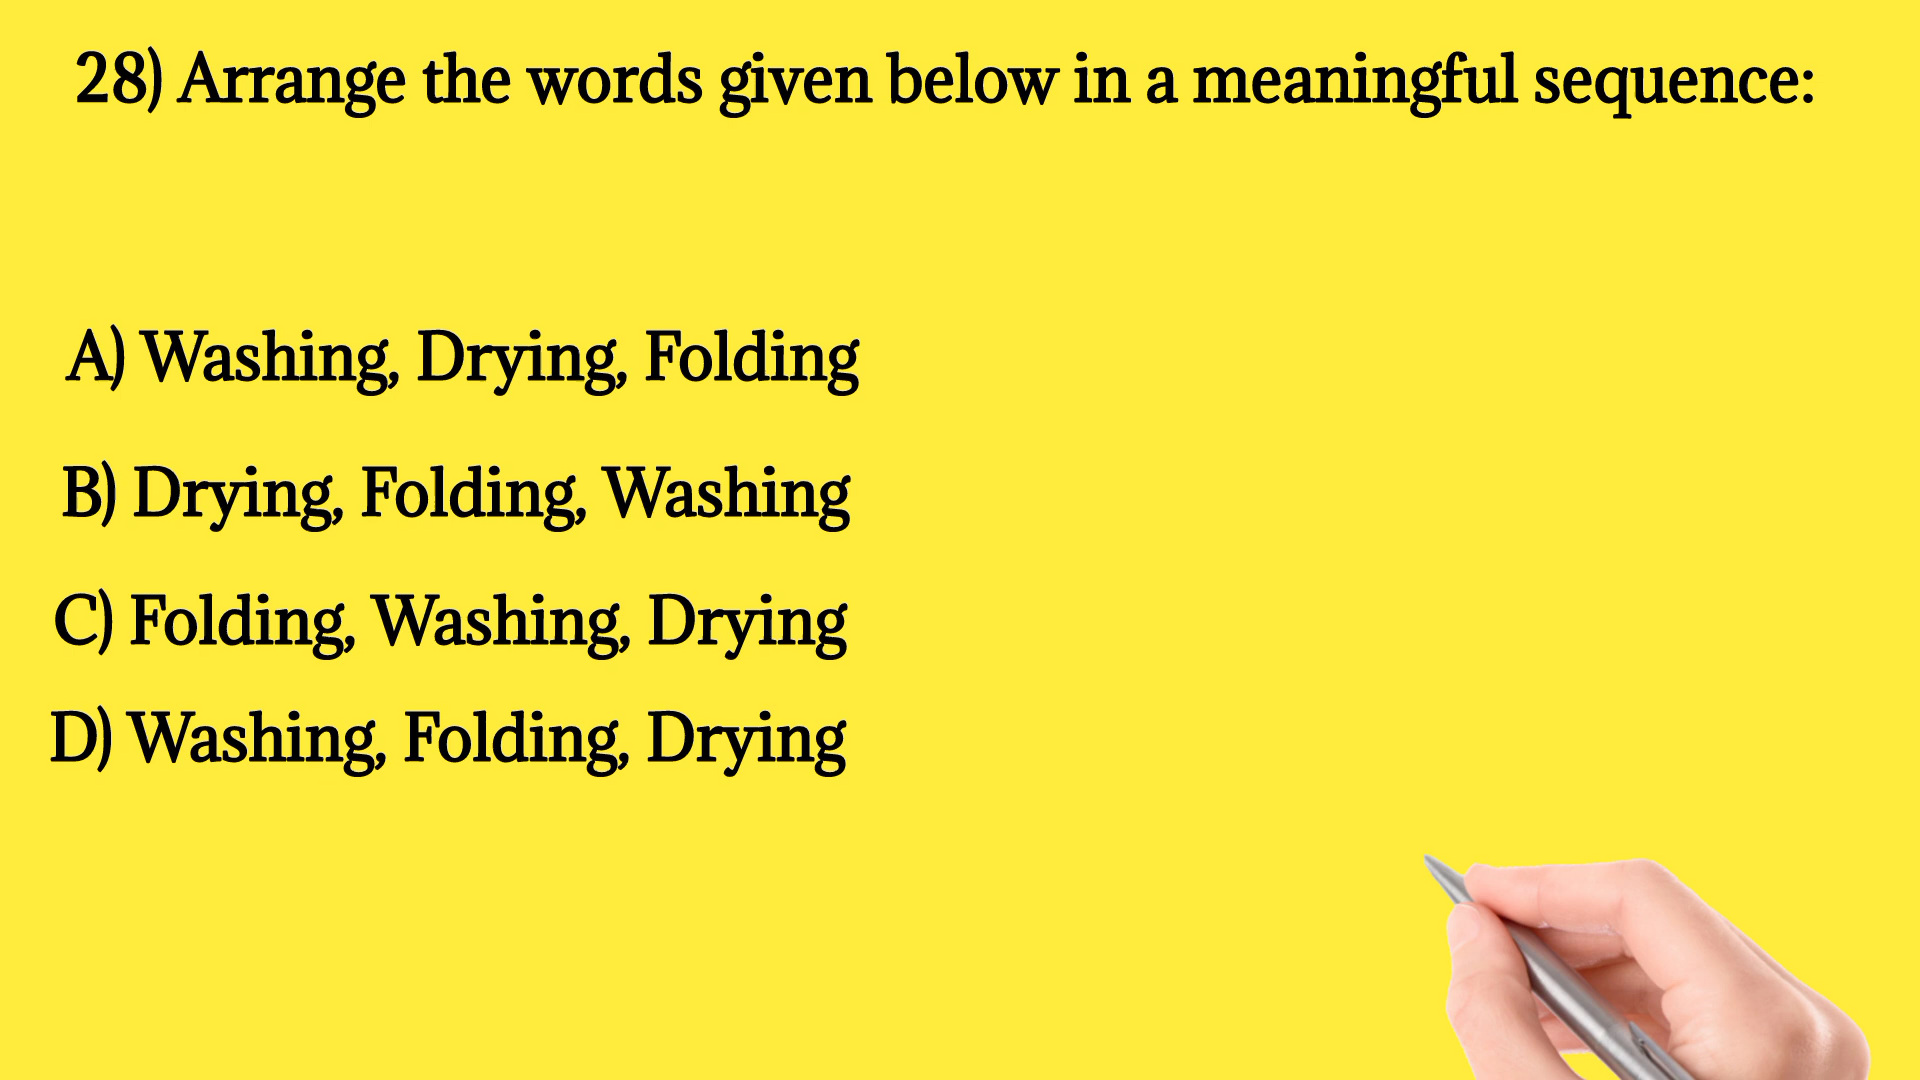 28) Arrange the words given below in a meaningful sequence:
A) Washing, Drying, Folding
B) Drying, Folding, Washing
C) Folding, Washing, Drying
D) Washing, Folding, Drying